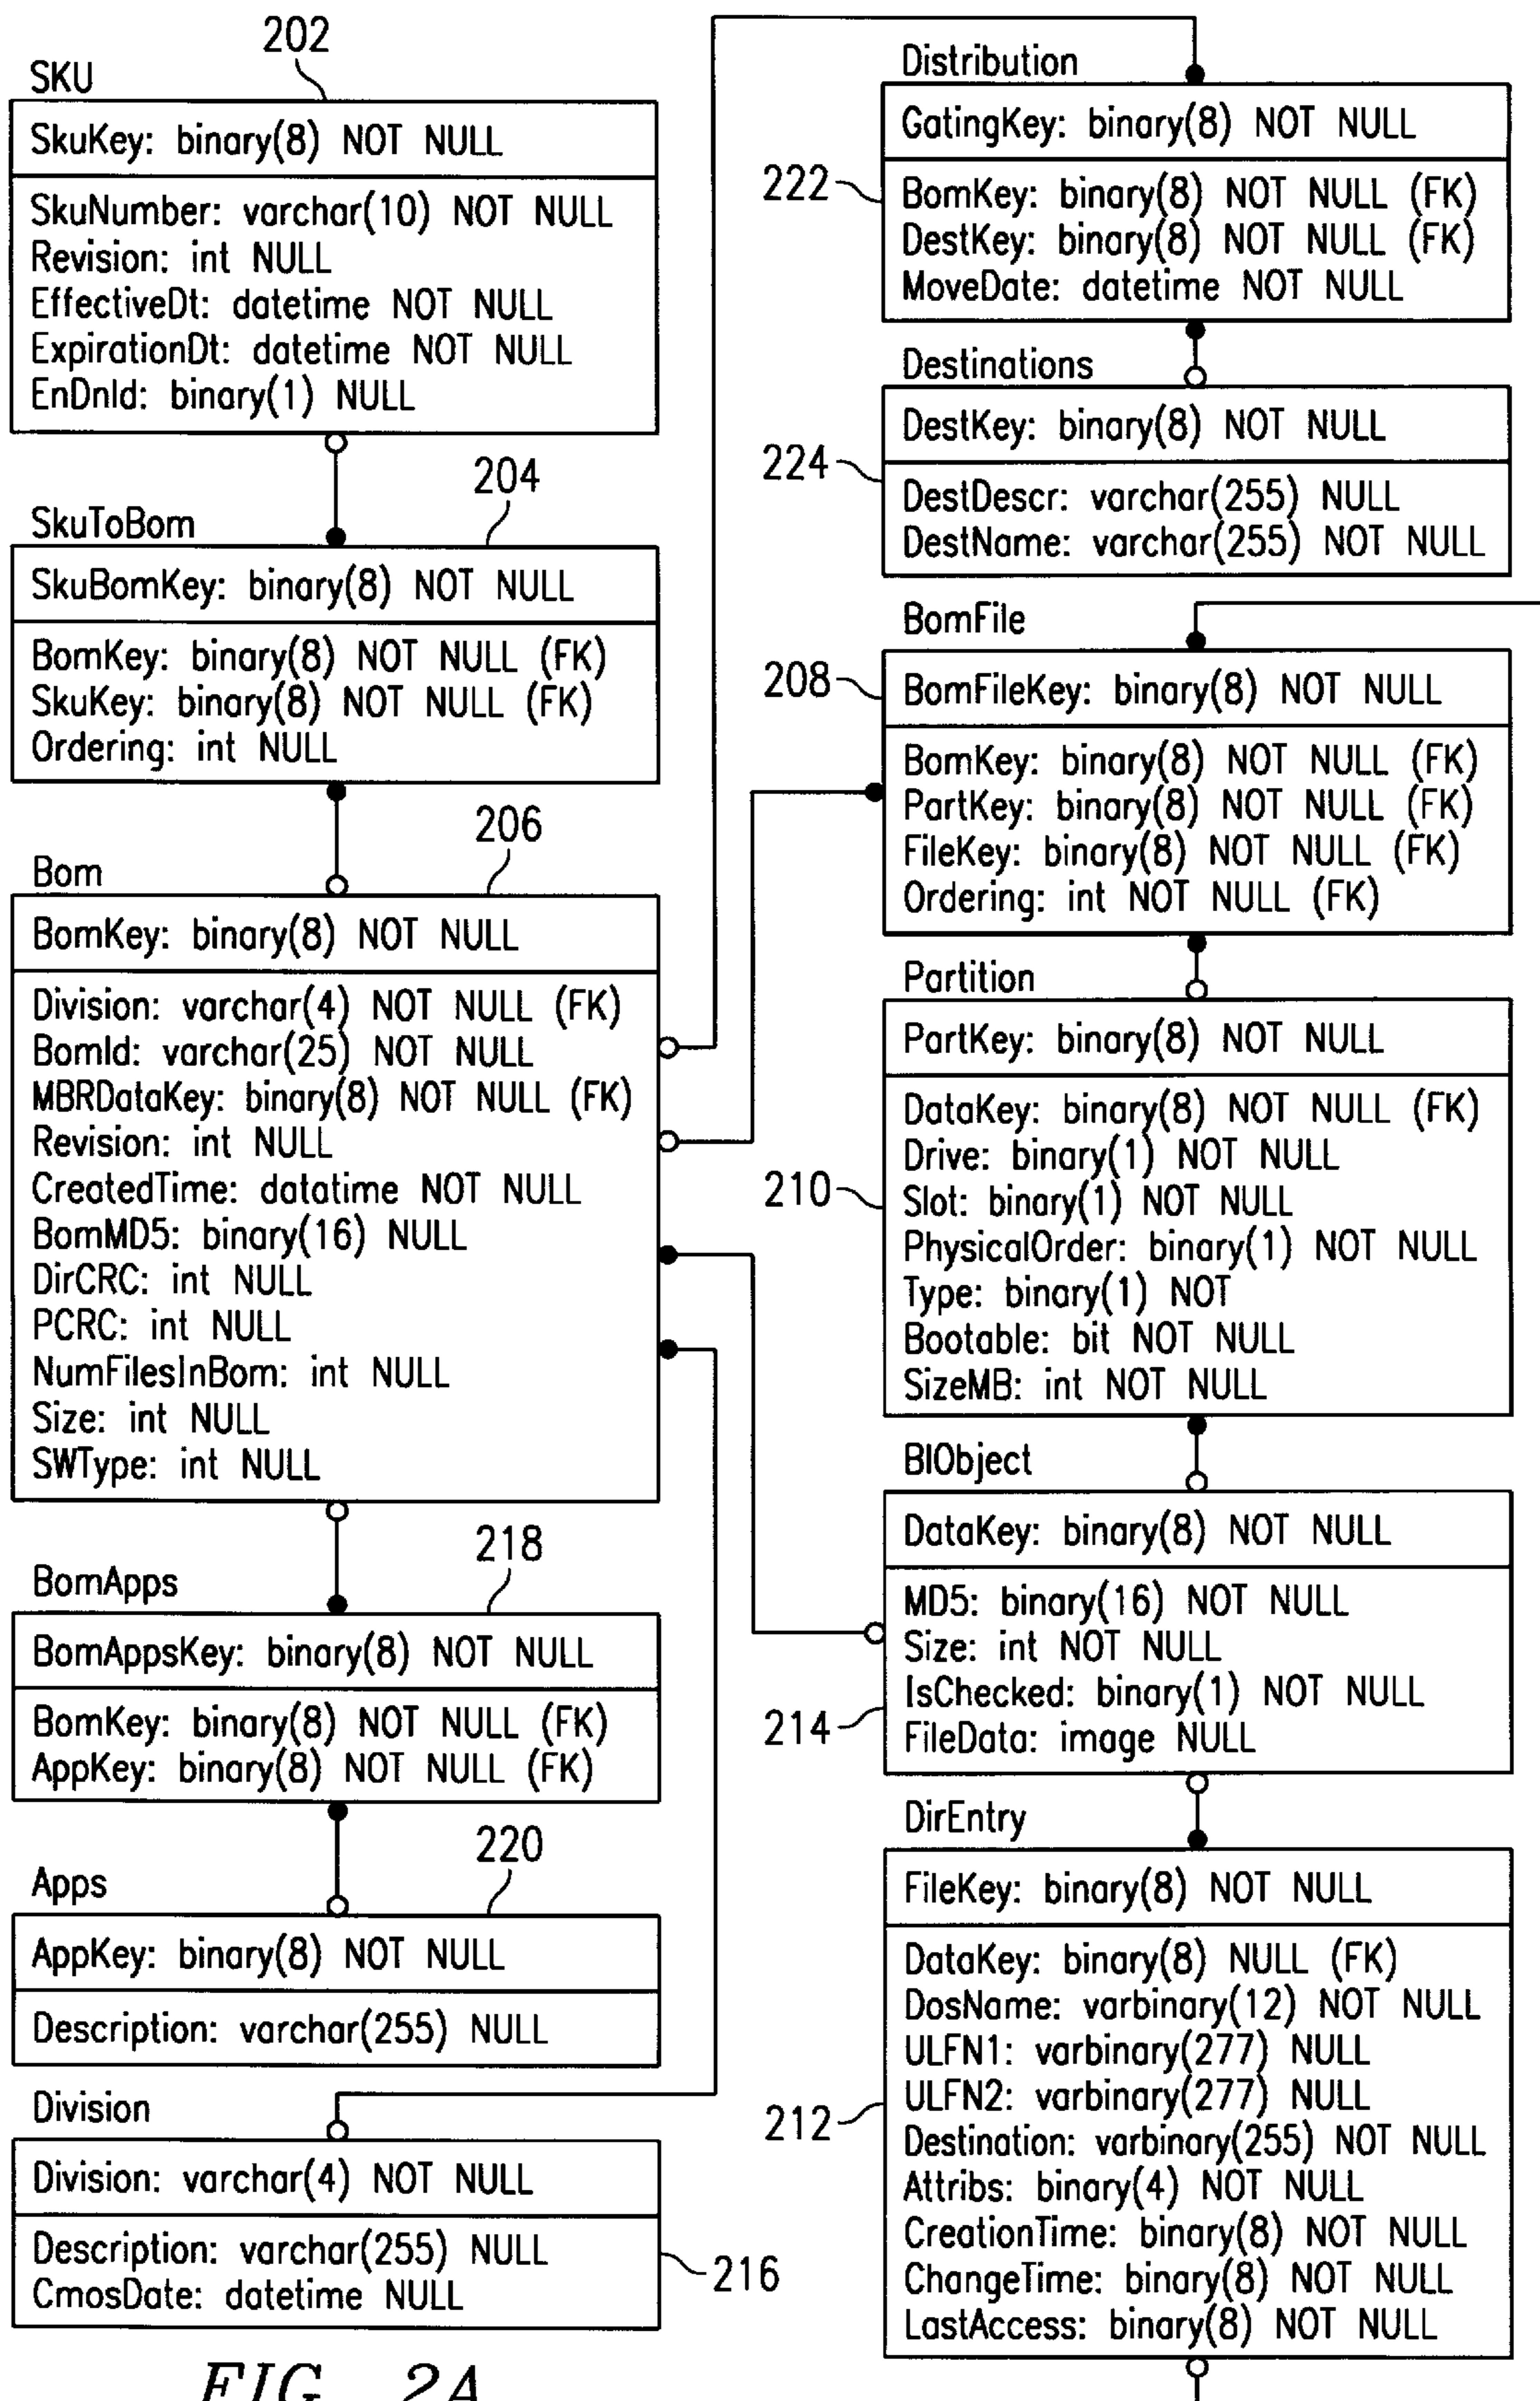 202
SKU
SkuKey: binary(8) NOT NULL
SkuNumber: varchar(10) NOT NULL
Revision: int NULL
EffectiveDt: datetime NOT NULL
ExpirationDt: datetime NOT NULL
EnDnId: binary(1) NULL
204
SkuToBom
SkuBomKey: binary(8) NOT NULL
BomKey: binary(8) NOT NULL (FK)
SkuKey: binary(8) NOT NULL (FK)
Ordering: int NULL
206
Bom
BomKey: binary(8) NOT NULL
Division: varchar(4) NOT NULL (FK)
BomId: varchar(25) NOT NULL
MBRDataKey: binary(8) NOT NULL (FK)
Revision: int NULL
CreatedTime: datatime NOT NULL
BomMD5: binary(16) NULL
DirCRC: int NULL
PCRC: int NULL
NumFilesInBom: int NULL
Size: int NULL
SWType: int NULL
218
BomApps
BomAppsKey: binary(8) NOT NULL
BomKey: binary(8) NOT NULL (FK)
AppKey: binary(8) NOT NULL (FK)
220
Apps
AppKey: binary(8) NOT NULL
Description: varchar(255) NULL
Division
Division: varchar(4) NOT NULL
Description: varchar(255) NULL
CmosDate: datetime NULL
216
FIG. 2A
Distribution
GatingKey: binary(8) NOT NULL
222
BomKey: binary(8) NOT NULL (FK)
DestKey: binary(8) NOT NULL (FK)
MoveDate: datetime NOT NULL
Destinations
DestKey: binary(8) NOT NULL
224
DestDescr: varchar(255) NULL
DestName: varchar(255) NOT NULL
BomFile
208
BomFileKey: binary(8) NOT NULL
BomKey: binary(8) NOT NULL (FK)
PartKey: binary(8) NOT NULL (FK)
FileKey: binary(8) NOT NULL (FK)
Ordering: int NOT NULL (FK)
Partition
PartKey: binary(8) NOT NULL
DataKey: binary(8) NOT NULL (FK)
Drive: binary(1) NOT NULL
210
Slot: binary(1) NOT NULL
PhysicalOrder: binary(1) NOT NULL
Type: binary(1) NOT
Bootable: bit NOT NULL
SizeMB: int NOT NULL
BIObject
DataKey: binary(8) NOT NULL
MD5: binary(16) NOT NULL
Size: int NOT NULL
IsChecked: binary(1) NOT NULL
214
FileData: image NULL
DirEntry
FileKey: binary(8) NOT NULL
DataKey: binary(8) NULL (FK)
DosName: varbinary(12) NOT NULL
ULFN1: varbinary(277) NULL
ULFN2: varbinary(277) NULL
212
Destination: varbinary(255) NOT NULL
Attribs: binary(4) NOT NULL
CreationTime: binary(8) NOT NULL
ChangeTime: binary(8) NOT NULL
LastAccess: binary(8) NOT NULL